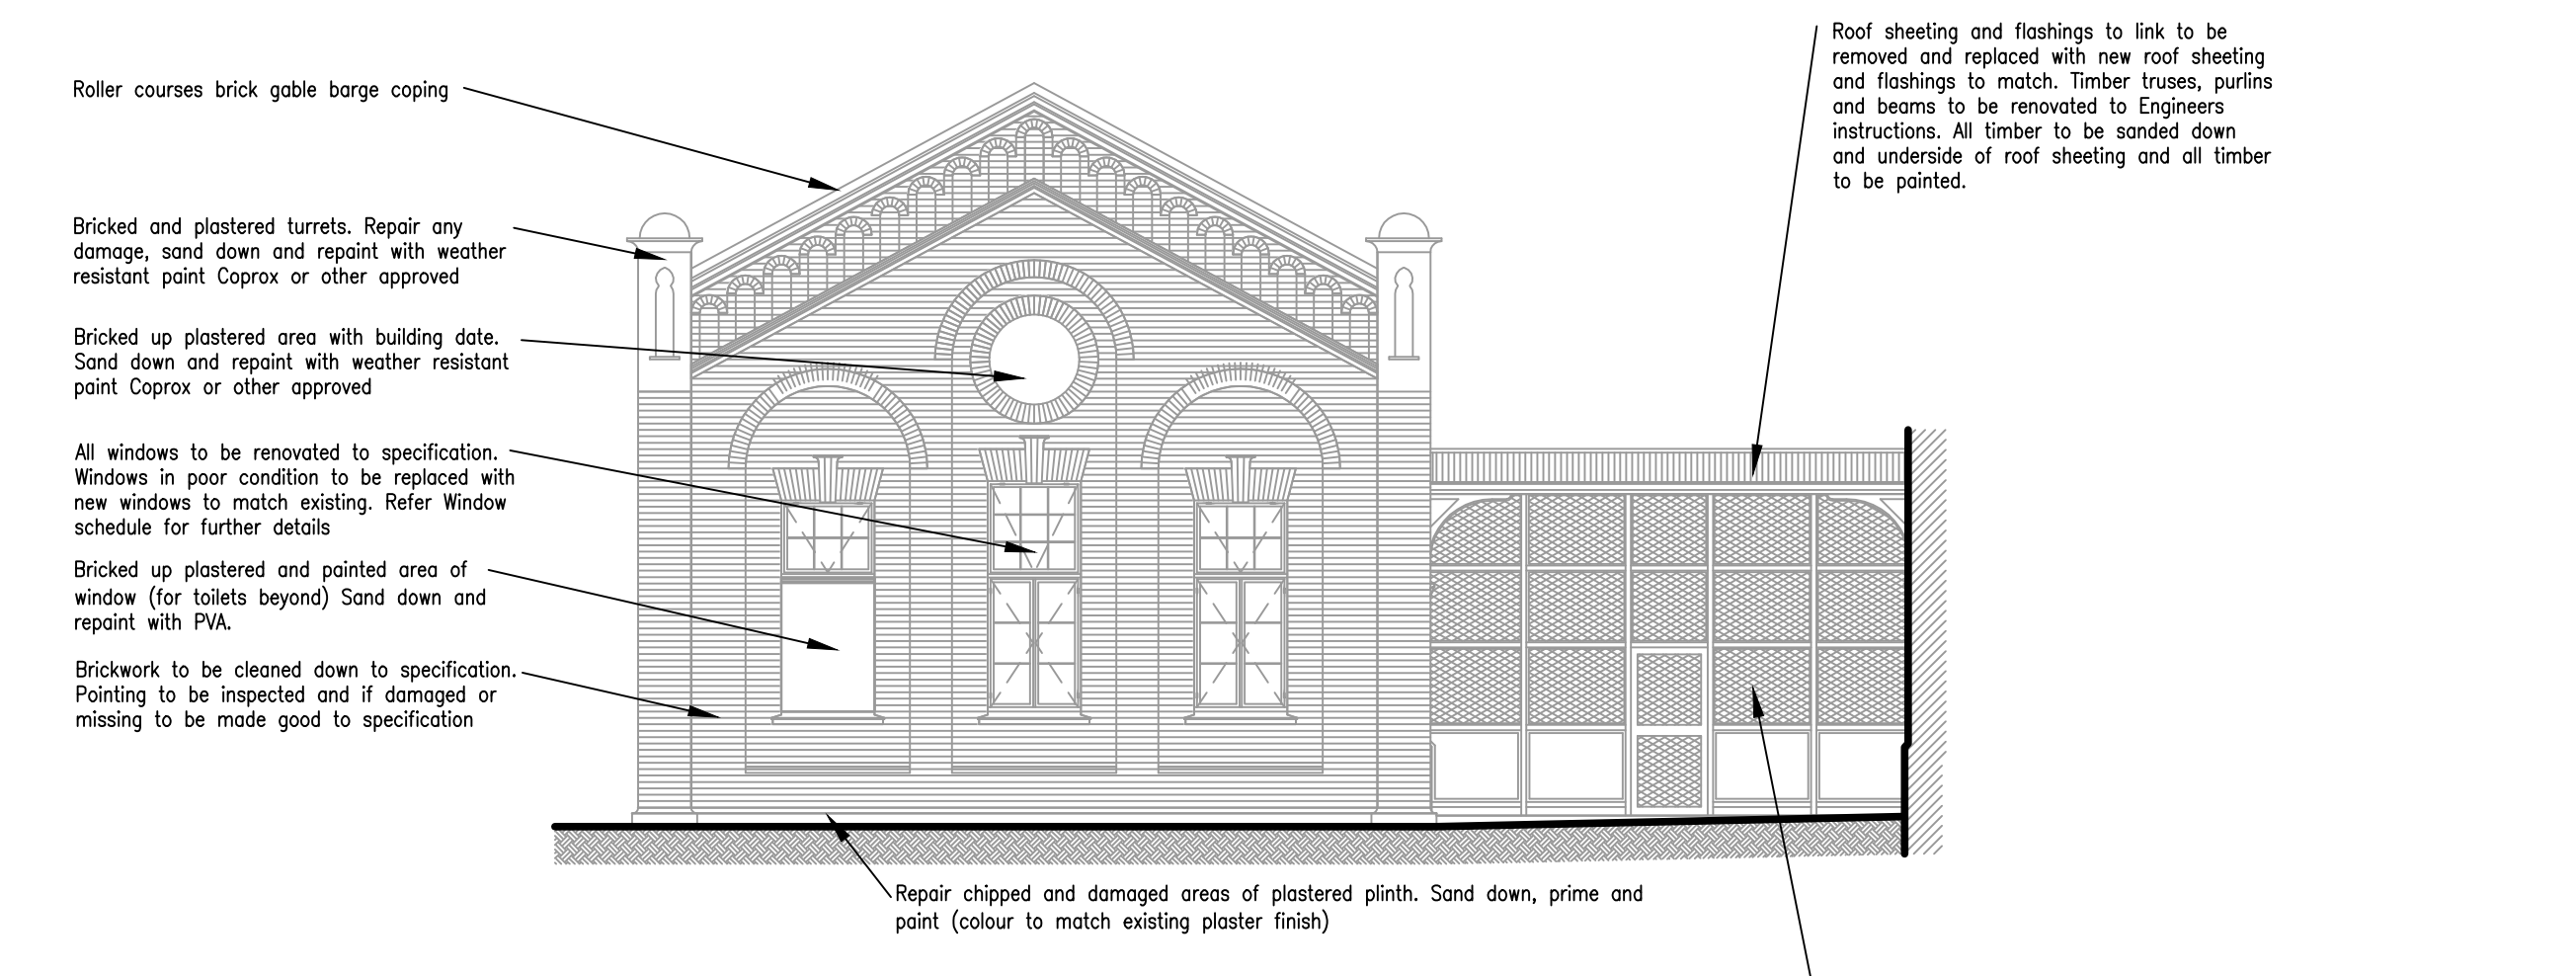 Roller courses brick gable barge coping
Bricked and plastered turrets. Repair any
damage, sand down and repaint with weather
resistant paint Coprox or other approved
Bricked up plastered area with building date.
Sand down and repaint with weather resistant
paint Coprox or other approved
All windows to be renovated to specification.
Windows in poor condition to be replaced with
new windows to match existing. Refer Window
schedule for further details
Bricked up plastered and painted area of
window (for toilets beyond) Sand down and
repaint with PVA.
Brickwork to be cleaned down to specification.
Pointing to be inspected and if damaged or
missing to be made good to specification
Roof sheeting and flashings to link to be
removed and replaced with new roof sheeting
and flashings to match. Timber truses, purlins
and beams to be renovated to Engineers
instructions. All timber to be sanded down
and underside of roof sheeting and all timber
to be painted.
Repair chipped and damaged areas of plastered plinth. Sand down, prime and
paint (colour to match existing plaster finish)